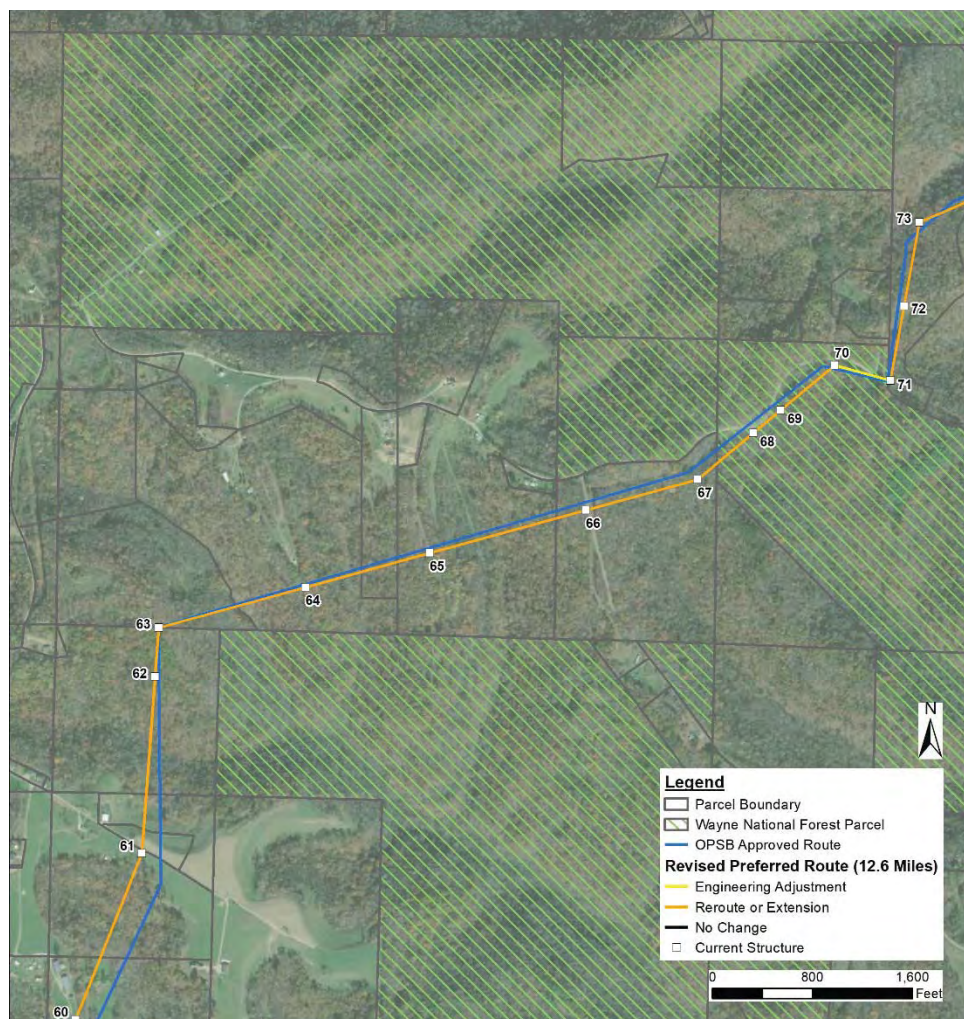 73
72
70
71
69
68
67
66
65
64
63
62
N
Legend
Parcel Boundary
Wayne National Forest Parcel
OPSB Approved Route
Revised Preferred Route (12.6 Miles)
Engineering Adjustment
Reroute or Extension
No Change
Current Structure
0 800 1,600
Feet
61
60